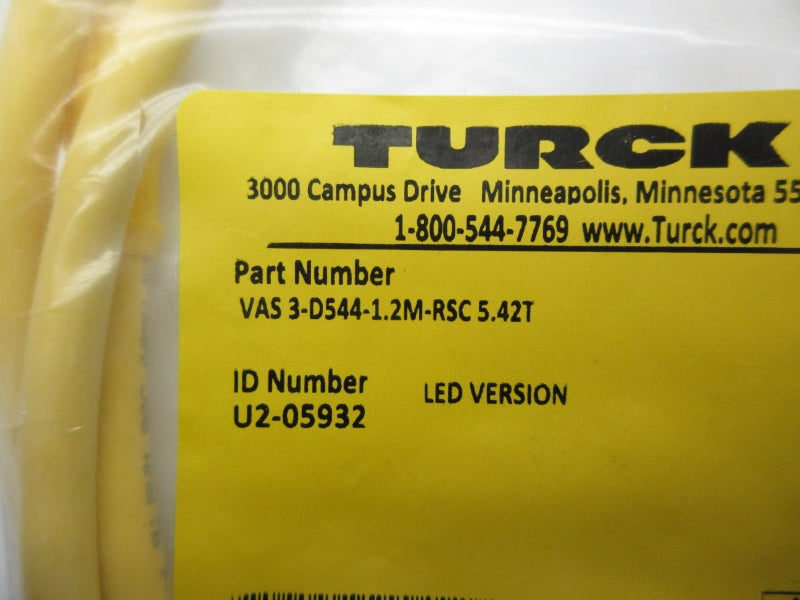 TURCK
3000 Campus Drive Minneapolis, Minnesota 55
1-800-544-7769 www.Turck.com
Part Number
VAS 3-D544-1.2M-RSC 5.42T
ID Number
LED VERSION
U2-05932